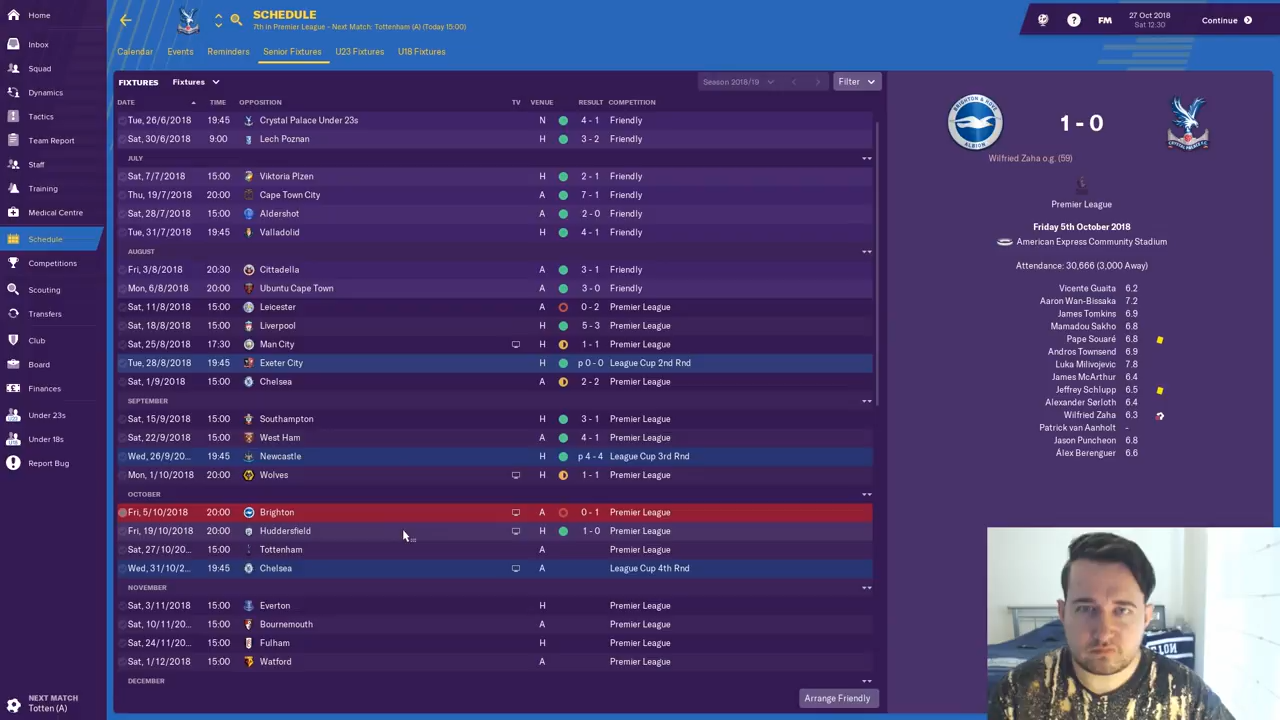 Home
Inbox
Squad
Dynamics
Tactics
Team Report
Staff
Training
Medical Centre
Schedule
Competitions
Scouting
Transfers
Club
Board
Finances
Under 23s
Under 18s
Report Bug
NEXT MATCH
Totten (A)
SCHEDULE
7th in Premier League - Next Match: Tottenham (A) (Today 15:00)
FM
27 Oct 2018
Sat 12:30
Continue
Calendar Events Reminders Senior Fixtures U23 Fixtures U18 Fixtures
FIXTURES Fixtures Season 2018/19 Filter
DATE TIME OPPOSITION TV VENUE RESULT COMPETITION
Tue, 26/6/2018 19:45 Crystal Palace Under 23s N 4 - 1 Friendly
Sat, 30/6/2018 9:00 Lech Poznan H 3 - 2 Friendly
JULY
Sat, 7/7/2018 15:00 Viktoria Plzen H 2 - 1 Friendly
Thu, 19/7/2018 20:00 Cape Town City A 7 - 1 Friendly
Sat, 28/7/2018 15:00 Aldershot A 2 - 0 Friendly
Tue, 31/7/2018 19:45 Valladolid H 4 - 1 Friendly
AUGUST
Fri, 3/8/2018 20:30 Cittadella A 3 - 1 Friendly
Mon, 6/8/2018 20:00 Ubuntu Cape Town A 3 - 0 Friendly
Sat, 11/8/2018 15:00 Leicester A 0 - 2 Premier League
Sat, 18/8/2018 15:00 Liverpool H 5 - 3 Premier League
Sat, 25/8/2018 17:30 Man City H 1 - 1 Premier League
Tue, 28/8/2018 19:45 Exeter City H p 0 - 0 League Cup 2nd Rnd
Sat, 1/9/2018 15:00 Chelsea A 2 - 2 Premier League
SEPTEMBER
Sat, 15/9/2018 15:00 Southampton H 3 - 1 Premier League
Sat, 22/9/2018 15:00 West Ham A 4 - 1 Premier League
Wed, 26/9/20... 19:45 Newcastle H p 4 - 4 League Cup 3rd Rnd
Mon, 1/10/2018 20:00 Wolves H 1 - 1 Premier League
OCTOBER
Fri, 5/10/2018 20:00 Brighton A 0 - 1 Premier League
Fri, 19/10/2018 20:00 Huddersfield H 1 - 0 Premier League
Sat, 27/10/20... 15:00 Tottenham A Premier League
Wed, 31/10/2... 19:45 Chelsea A League Cup 4th Rnd
NOVEMBER
Sat, 3/11/2018 15:00 Everton H Premier League
Sat, 10/11/20... 15:00 Bournemouth A Premier League
Sat, 24/11/20... 15:00 Fulham H Premier League
Sat, 1/12/2018 15:00 Watford A Premier League
DECEMBER
Arrange Friendly
1 - 0
Wilfried Zaha o.g. (59)
Premier League
Friday 5th October 2018
American Express Community Stadium
Attendance: 30,666 (3,000 Away)
Vicente Guaita 6.2
Aaron Wan-Bissaka 7.2
James Tomkins 6.9
Mamadou Sakho 6.8
Pape Souaré 6.8
Andros Townsend 6.9
Luka Milivojevic 7.8
James McArthur 6.4
Jeffrey Schlupp 6.5
Alexander Sørloth 6.4
Wilfried Zaha 6.3
Patrick van Aanholt -
Jason Puncheon 6.8
Álex Berenguer 6.6